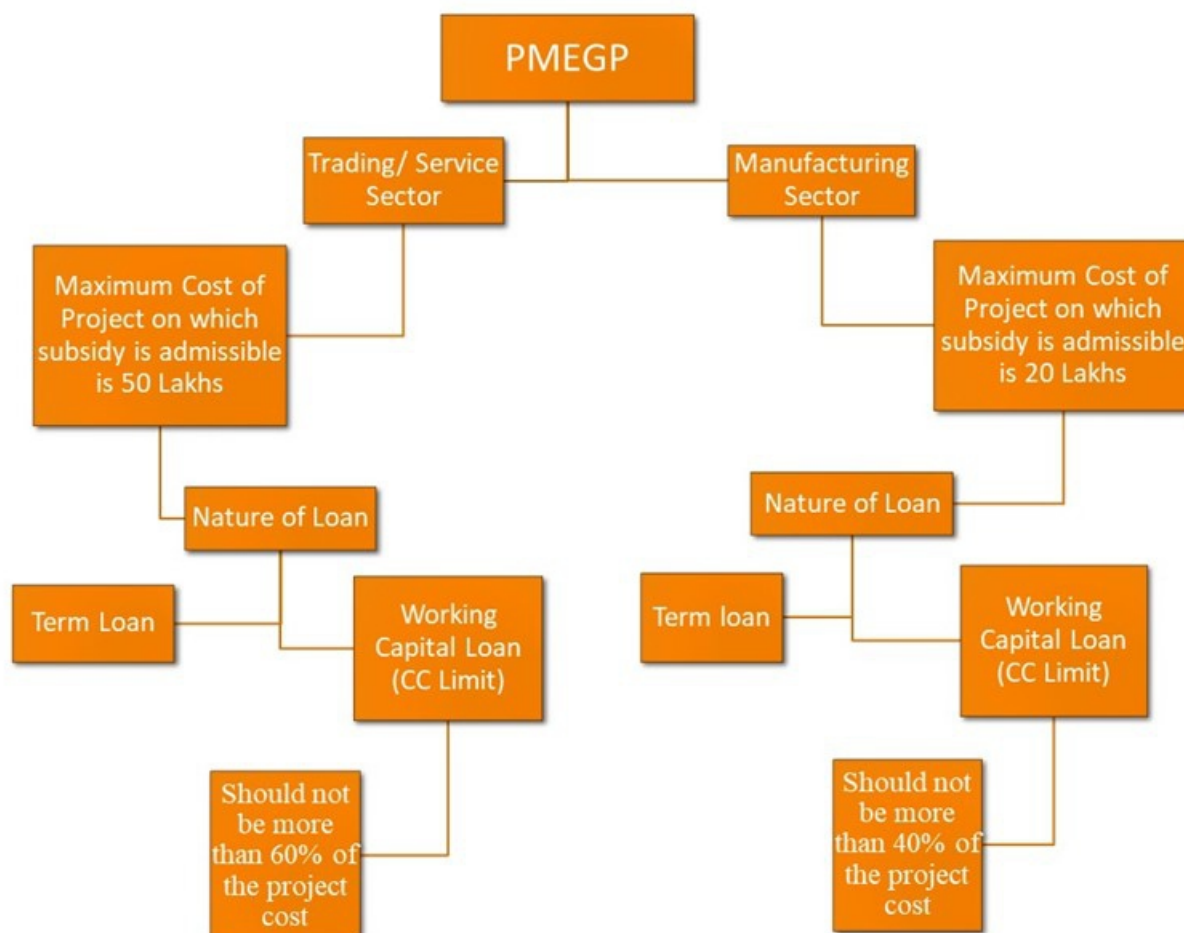 PMEGP
Trading/ Service
Sector
Manufacturing
Sector
Maximum Cost of
Project on which
subsidy is admissible
is 50 Lakhs
Maximum Cost of
Project on which
subsidy is admissible
is 20 Lakhs
Nature of Loan
Nature of Loan
Term Loan
Working
Capital Loan
(CC Limit)
Term loan
Working
Capital Loan
(CC Limit)
Should not
be more
than 60% of
the project
cost
Should not
be more
than 40% of
the project
cost